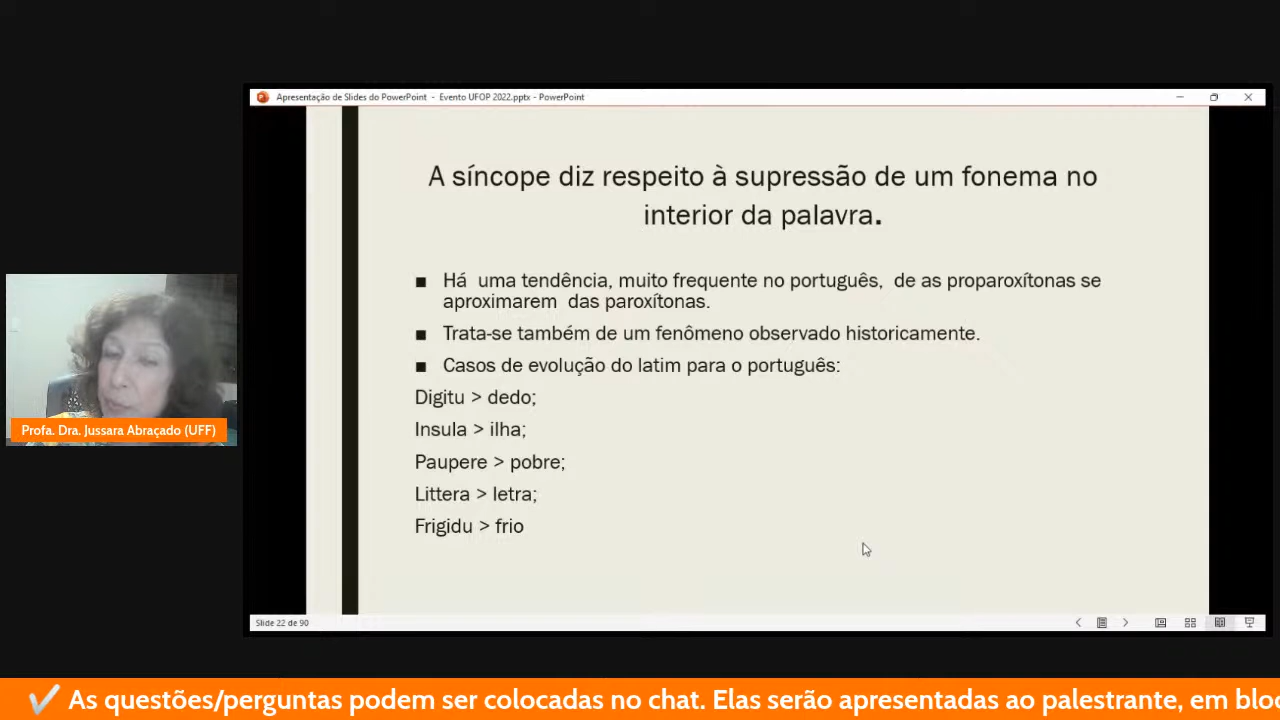 Apresentação de Slides do PowerPoint - Evento UFOP 2022.pptx - PowerPoint
A síncope diz respeito à supressão de um fonema no
interior da palavra.
■ Há uma tendência, muito frequente no português, de as proparoxítonas se
aproximarem das paroxítonas.
■ Trata-se também de um fenômeno observado historicamente.
■ Casos de evolução do latim para o português:
Digitu > dedo;
Insula > ilha;
Paupere > pobre;
Littera > letra;
Frigidu > frio
Profa. Dra. Jussara Abraçado (UFF)
Slide 22 de 90
✓ As questões/perguntas podem ser colocadas no chat. Elas serão apresentadas ao palestrante, em